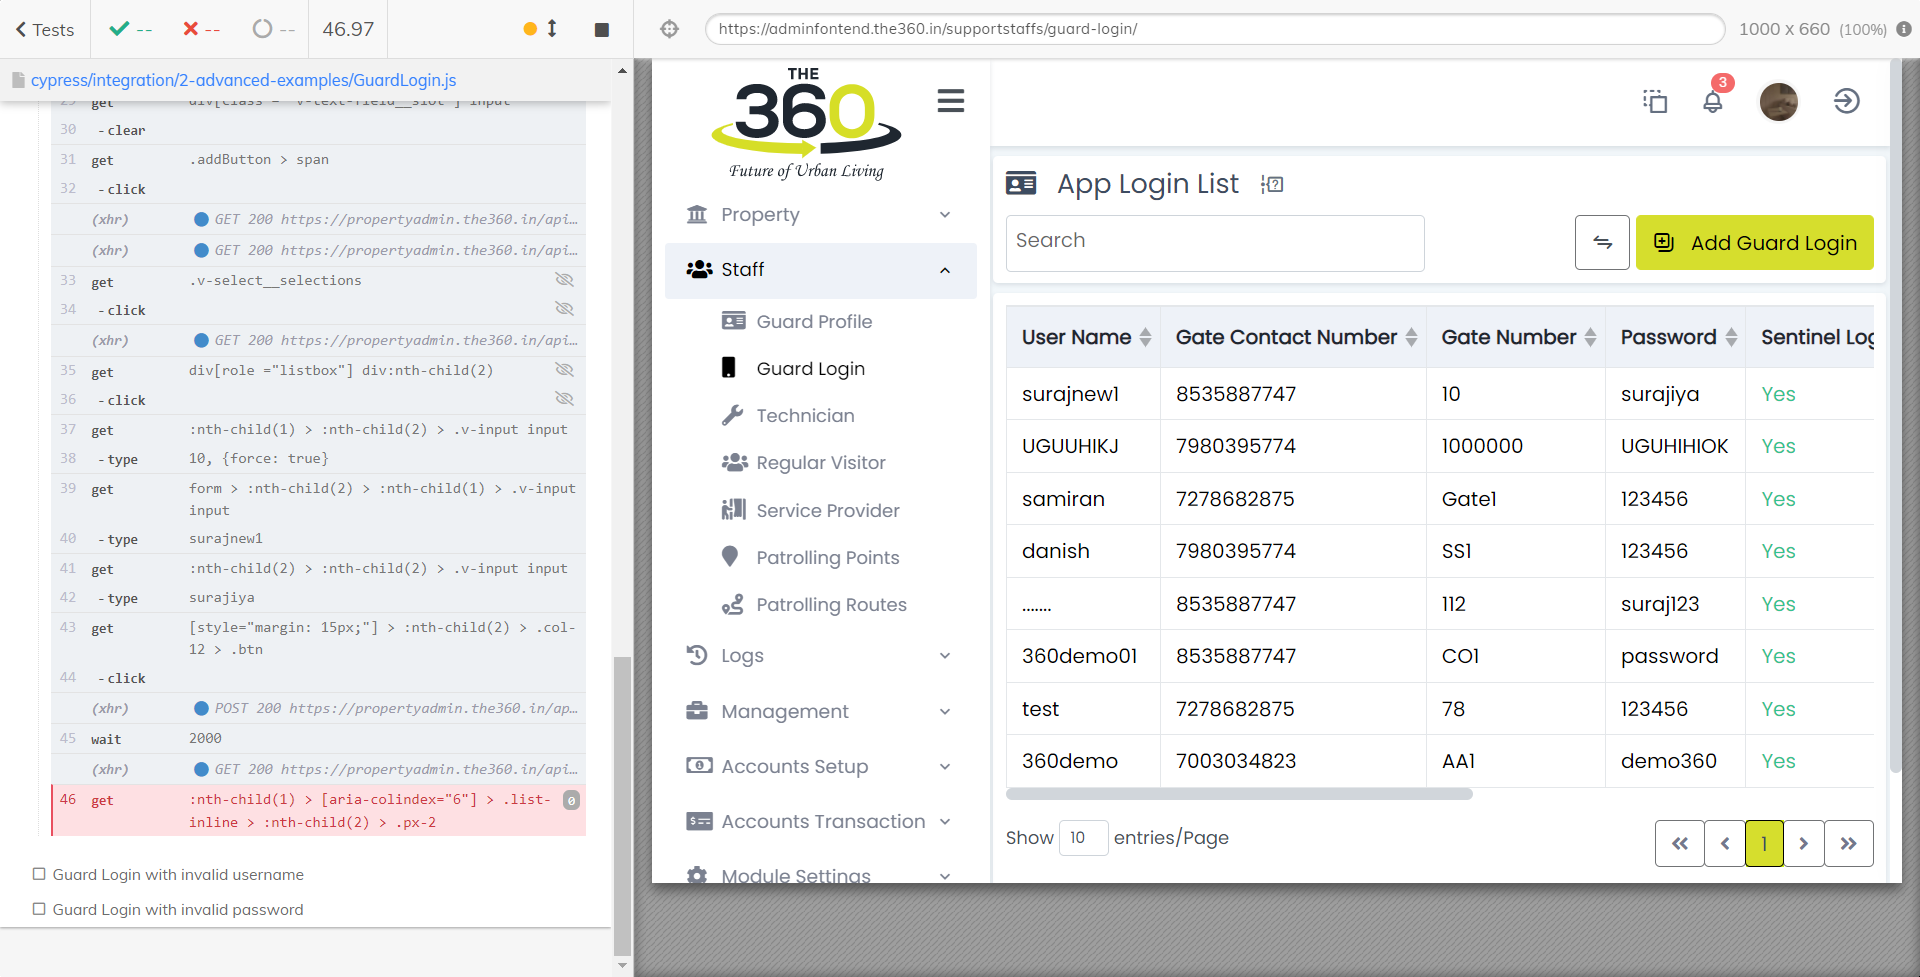 Tests
--
--
--
46.97
https://adminfontend.the360.in/supportstaffs/guard-login/
1000 x 660 (100%)
cypress/integration/2-advanced-examples/GuardLogin.js
29 get div[class = "v-text-field__slot"] input
30 -clear
31 get .addButton > span
32 -click
(xhr) GET 200 https://propertyadmin.the360.in/api…
(xhr) GET 200 https://propertyadmin.the360.in/api…
33 get .v-select__selections
34 -click
(xhr) GET 200 https://propertyadmin.the360.in/api…
35 get div[role ="listbox"] div:nth-child(2)
36 -click
37 get :nth-child(1) > :nth-child(2) > .v-input input
38 -type 10, {force: true}
39 get form > :nth-child(2) > :nth-child(1) > .v-input
input
40 -type surajnew1
41 get :nth-child(2) > :nth-child(2) > .v-input input
42 -type surajiya
43 get [style="margin: 15px;"] > :nth-child(2) > .col-
12 > .btn
44 -click
(xhr) POST 200 https://propertyadmin.the360.in/ap…
45 wait 2000
(xhr) GET 200 https://propertyadmin.the360.in/api…
46 get :nth-child(1) > [aria-colindex="6"] > .list- 0
inline > :nth-child(2) > .px-2
Guard Login with invalid username
Guard Login with invalid password
THE
360
Future of Urban Living
Property
Staff
Guard Profile
Guard Login
Technician
Regular Visitor
Service Provider
Patrolling Points
Patrolling Routes
Logs
Management
Accounts Setup
Accounts Transaction
Module Settings
3
App Login List
Search
Add Guard Login
User Name Gate Contact Number Gate Number Password Sentinel Log
surajnew1 8535887747 10 surajiya Yes
UGUUHIKJ 7980395774 1000000 UGUHIHIOK Yes
samiran 7278682875 Gate1 123456 Yes
danish 7980395774 SS1 123456 Yes
....... 8535887747 112 suraj123 Yes
360demo01 8535887747 CO1 password Yes
test 7278682875 78 123456 Yes
360demo 7003034823 AA1 demo360 Yes
Show 10 entries/Page
« ‹ 1 › »